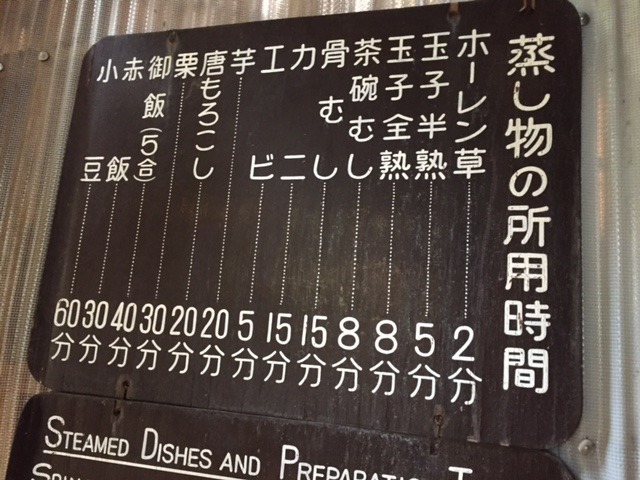 蒸し物の所用時間
ホーレン草 2分
玉子半熟 5分
玉子全熟 8分
茶碗むし 8分
骨むし 15分
カニ 15分
エビ 5分
芋 20分
唐もろこし 20分
栗 30分
御飯(5合) 40分
赤飯 30分
小豆 60分
STEAMED DISHES AND